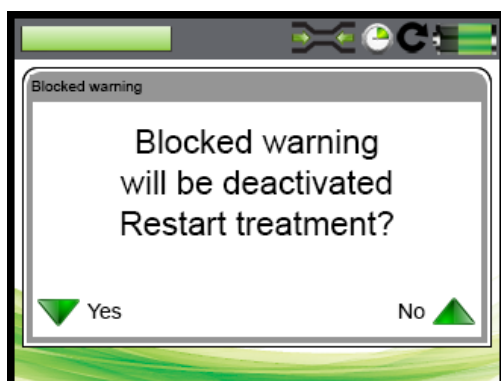 Blocked warning
Blocked warning
will be deactivated
Restart treatment?
Yes No